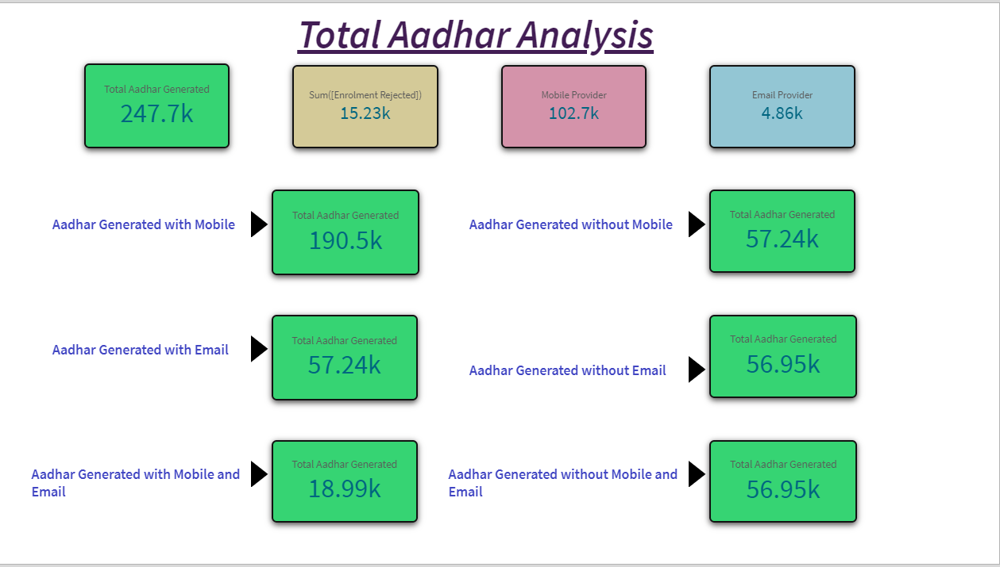 Total Aadhar Analysis
Total Aadhar Generated
247.7k
Sum([Enrolment Rejected])
15.23k
Mobile Provider
102.7k
Email Provider
4.86k
Aadhar Generated with Mobile
Total Aadhar Generated
190.5k
Aadhar Generated without Mobile
Total Aadhar Generated
57.24k
Aadhar Generated with Email
Total Aadhar Generated
57.24k
Aadhar Generated without Email
Total Aadhar Generated
56.95k
Aadhar Generated with Mobile and
Email
Total Aadhar Generated
18.99k
Aadhar Generated without Mobile and
Email
Total Aadhar Generated
56.95k